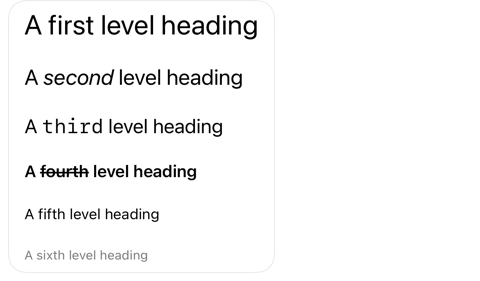 A first level heading
A second level heading
A third level heading
A fourth level heading
A fifth level heading
A sixth level heading